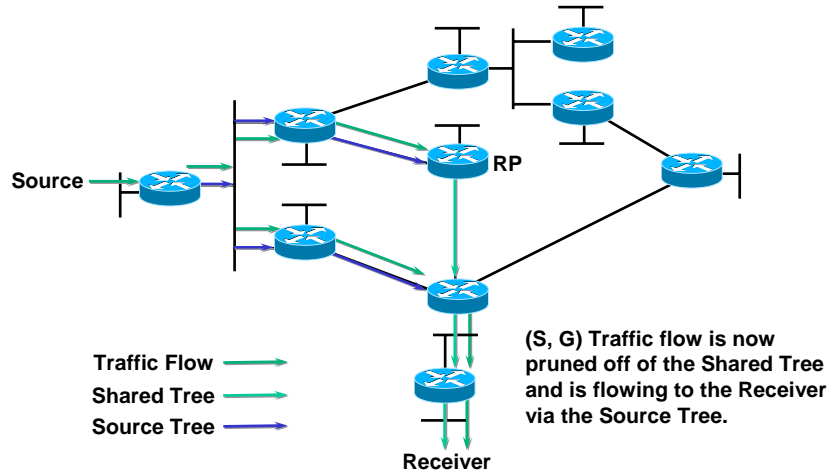 RP
Source
(S, G) Traffic flow is now
pruned off of the Shared Tree
and is flowing to the Receiver
via the Source Tree.
Traffic Flow
Shared Tree
Source Tree
Receiver